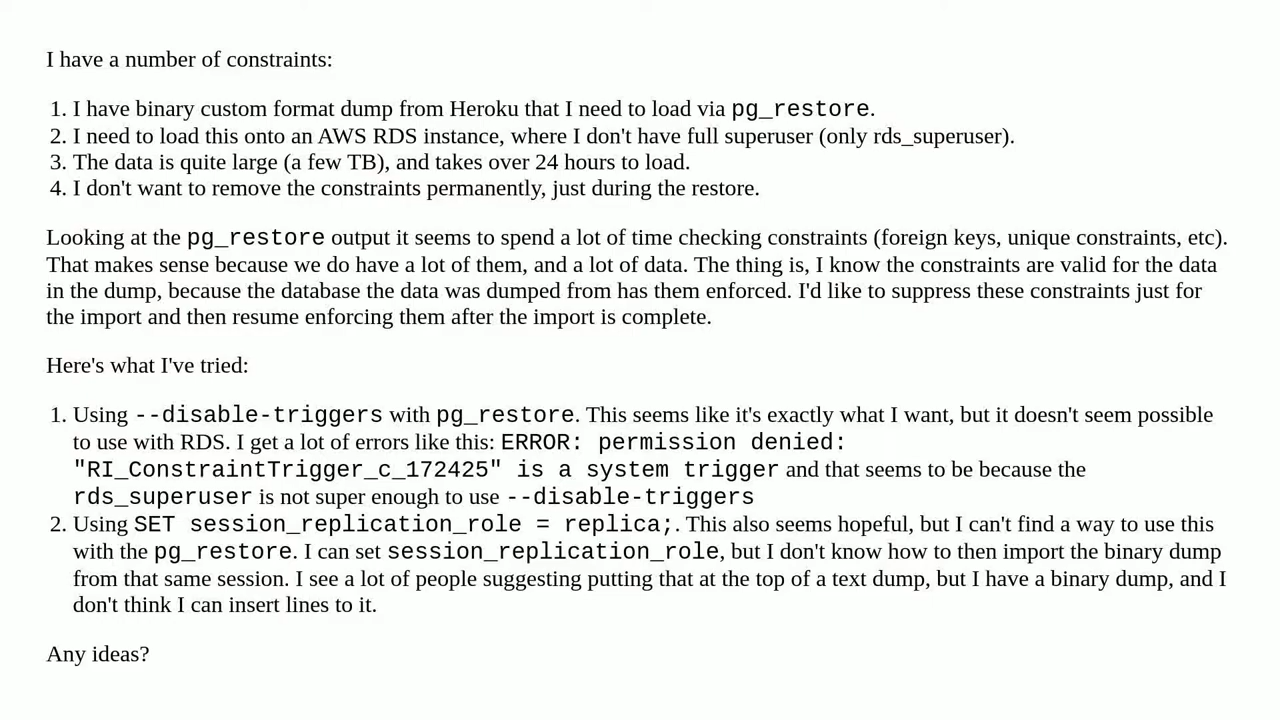 I have a number of constraints:
1. I have binary custom format dump from Heroku that I need to load via pg_restore.
2. I need to load this onto an AWS RDS instance, where I don't have full superuser (only rds_superuser).
3. The data is quite large (a few TB), and takes over 24 hours to load.
4. I don't want to remove the constraints permanently, just during the restore.
Looking at the pg_restore output it seems to spend a lot of time checking constraints (foreign keys, unique constraints, etc).
That makes sense because we do have a lot of them, and a lot of data. The thing is, I know the constraints are valid for the data
in the dump, because the database the data was dumped from has them enforced. I'd like to suppress these constraints just for
the import and then resume enforcing them after the import is complete.
Here's what I've tried:
1. Using --disable-triggers with pg_restore. This seems like it's exactly what I want, but it doesn't seem possible
to use with RDS. I get a lot of errors like this: ERROR: permission denied:
"RI_ConstraintTrigger_c_172425" is a system trigger and that seems to be because the
rds_superuser is not super enough to use --disable-triggers
2. Using SET session_replication_role = replica;. This also seems hopeful, but I can't find a way to use this
with the pg_restore. I can set session_replication_role, but I don't know how to then import the binary dump
from that same session. I see a lot of people suggesting putting that at the top of a text dump, but I have a binary dump, and I
don't think I can insert lines to it.
Any ideas?